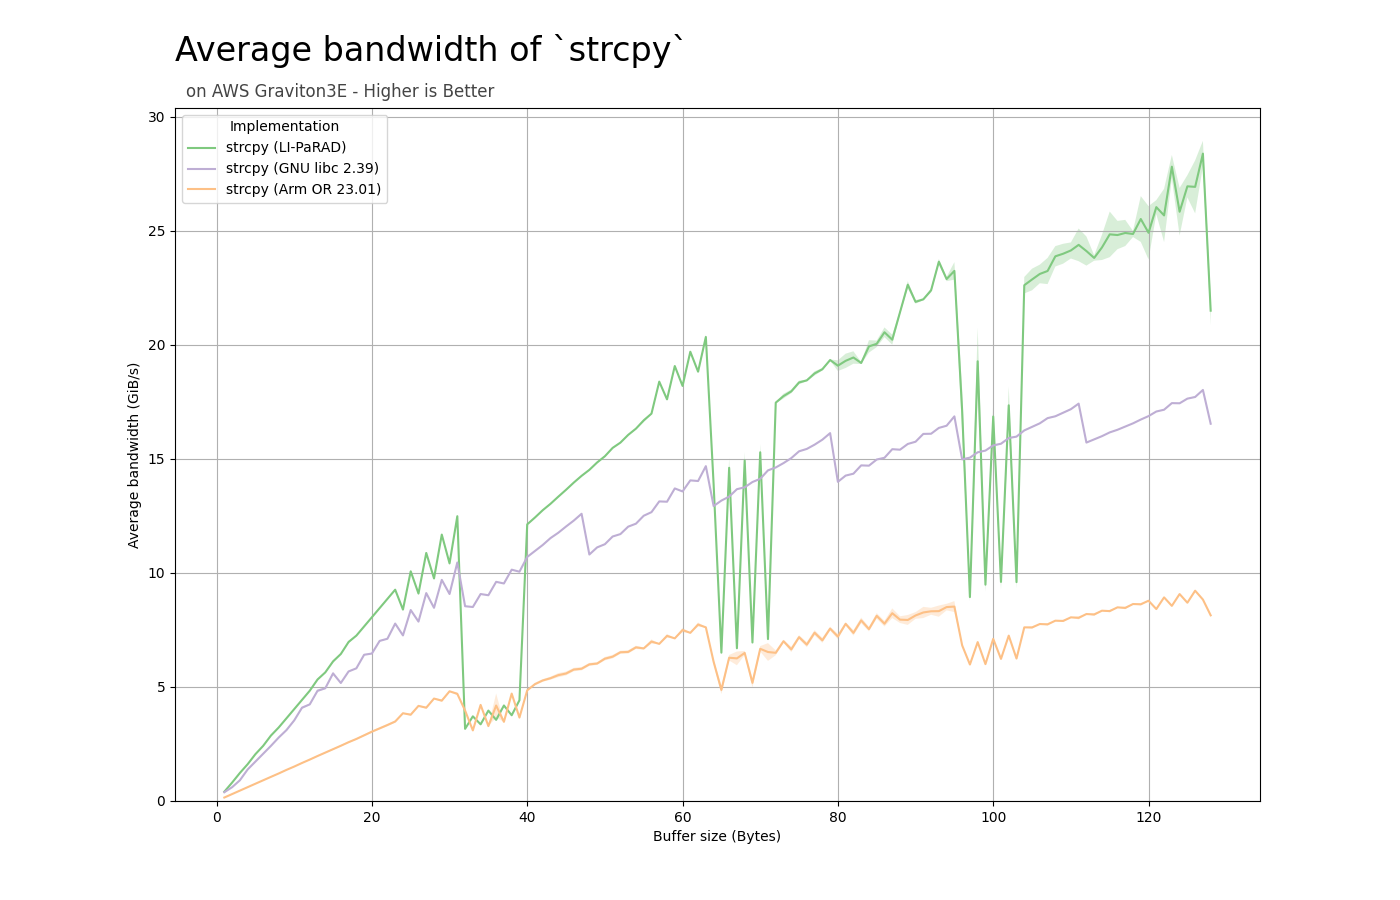 Average bandwidth of `strcpy`
on AWS Graviton3E - Higher is Better
Implementation
strcpy (LI-PaRAD)
strcpy (GNU libc 2.39)
strcpy (Arm OR 23.01)
Average bandwidth (GiB/s)
30
25
20
15
10
5
0
0 20 40 60 80 100 120
Buffer size (Bytes)